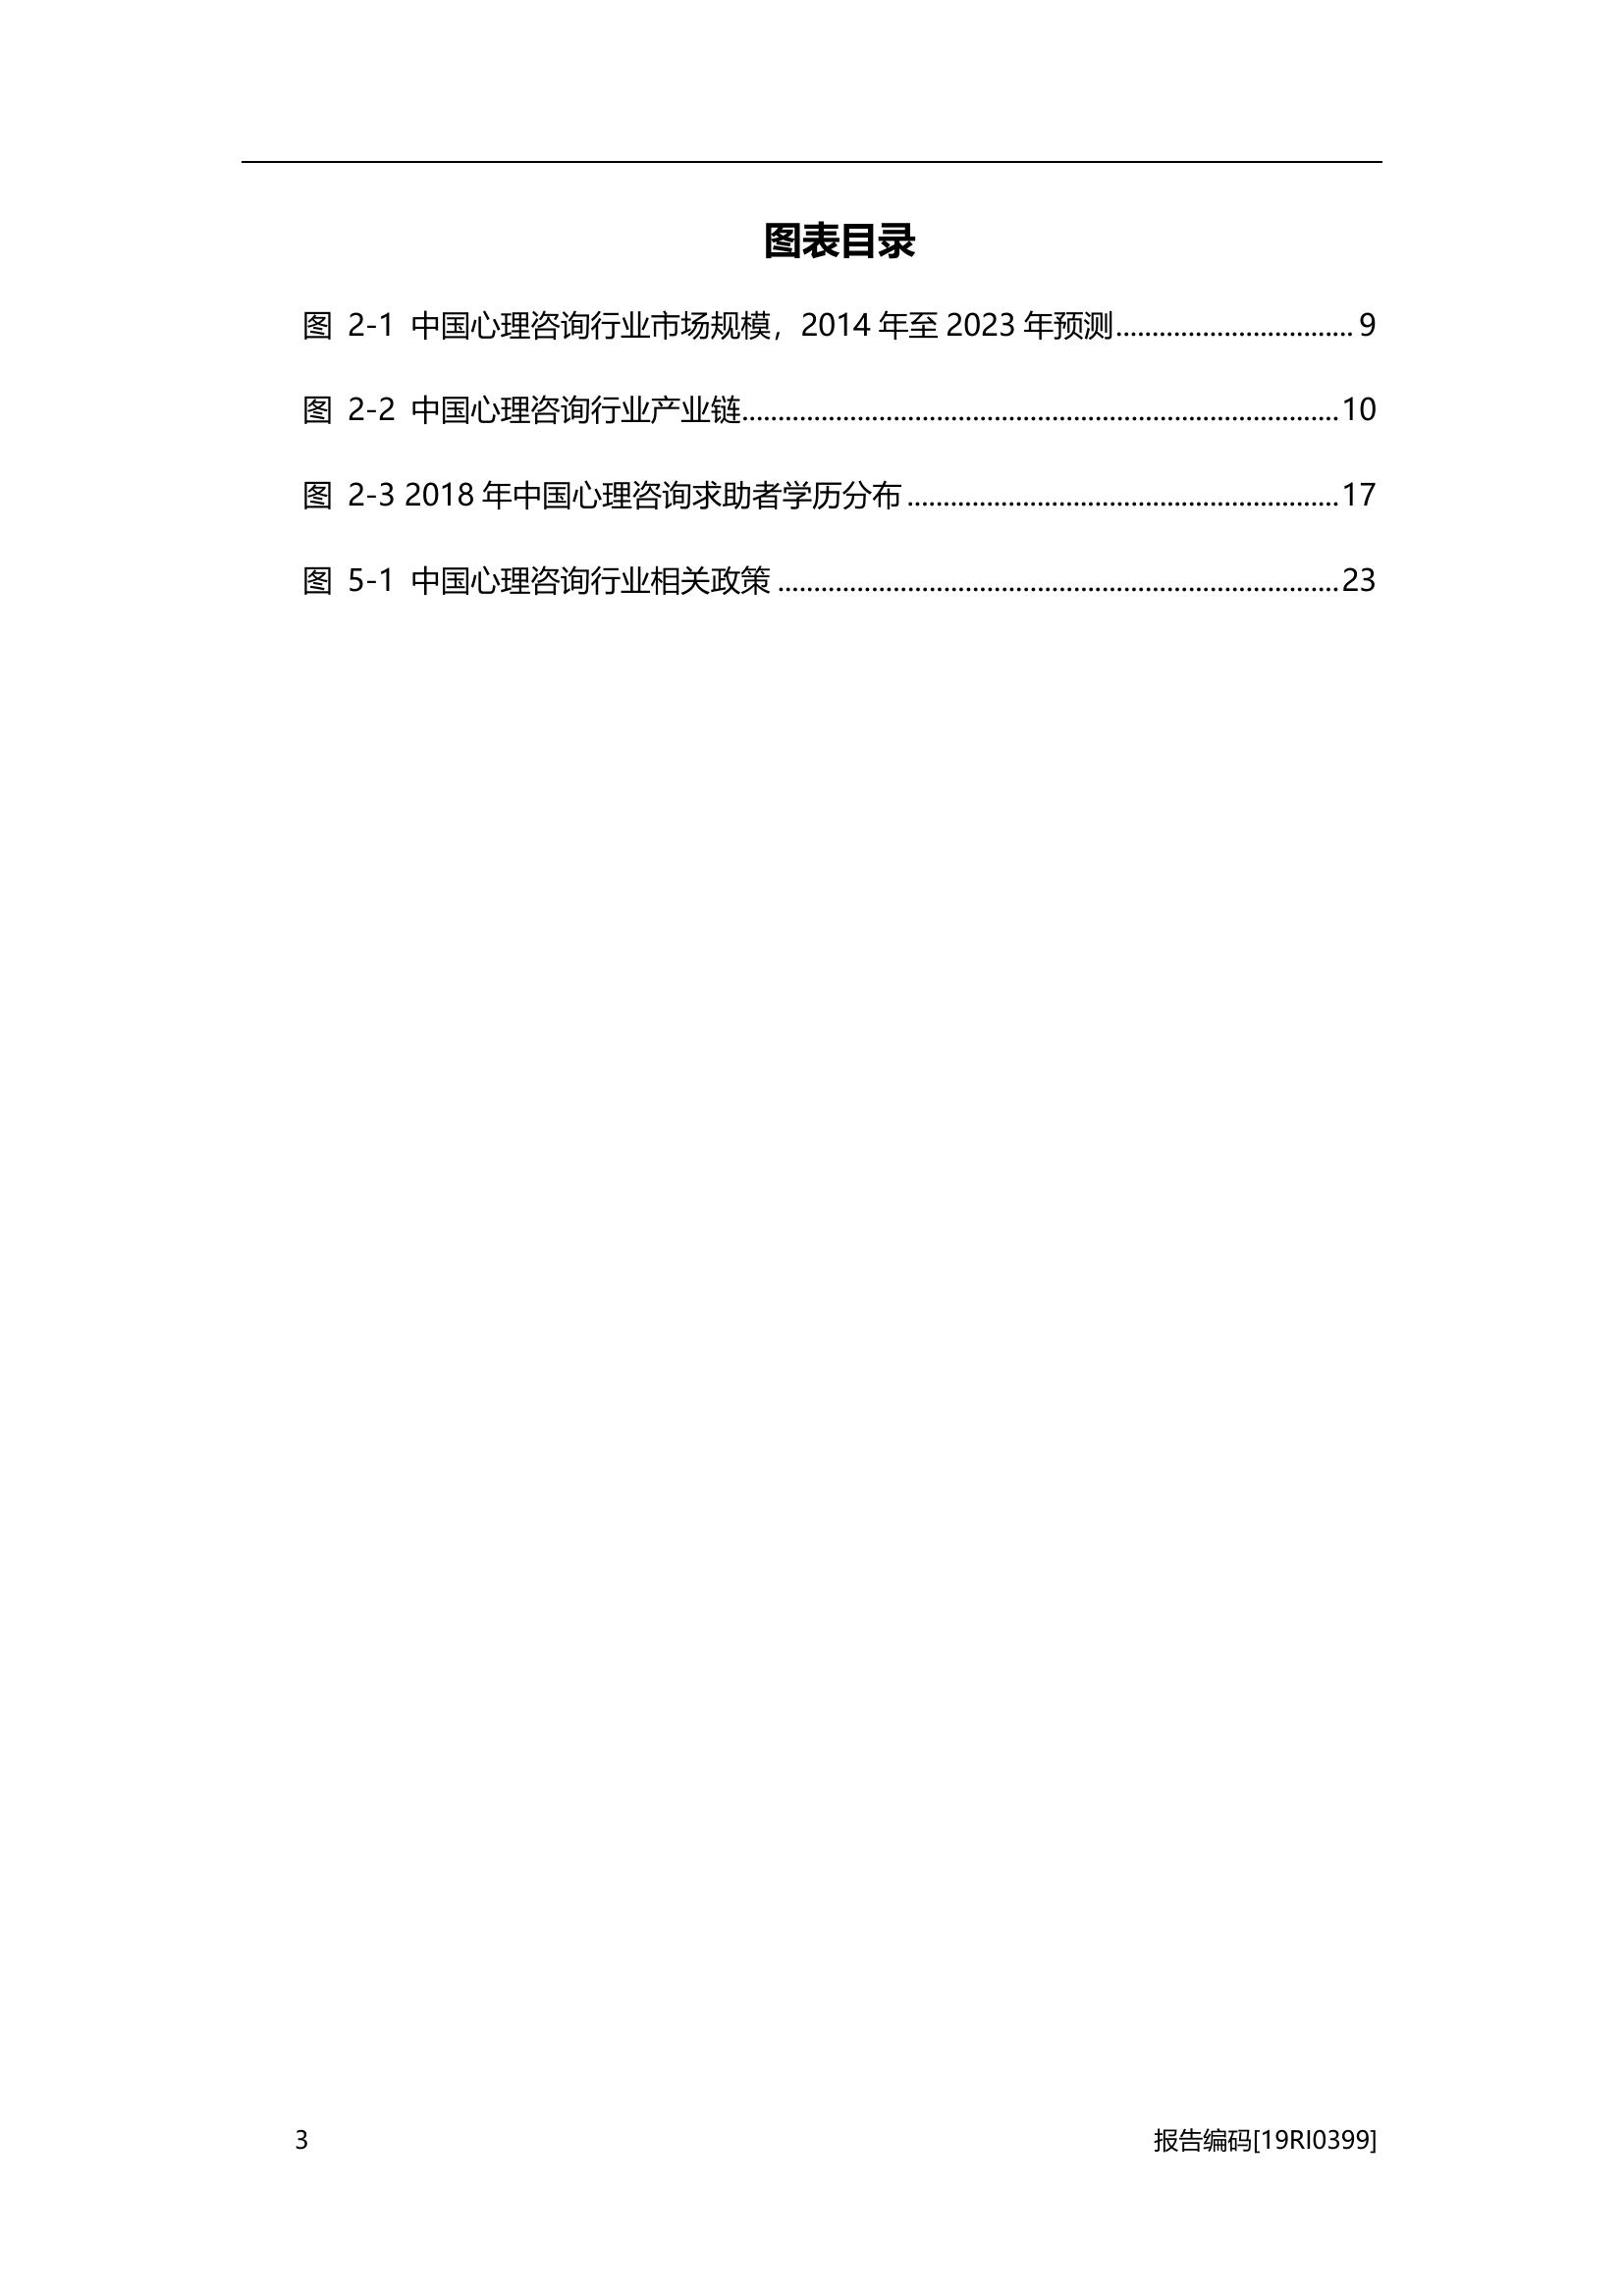 图表目录
图 2-1 中国心理咨询行业市场规模，2014 年至 2023 年预测................................. 9
图 2-2 中国心理咨询行业产业链...................................................................................10
图 2-3 2018 年中国心理咨询求助者学历分布............................................................17
图 5-1 中国心理咨询行业相关政策..............................................................................23
3 报告编码[19RI0399]